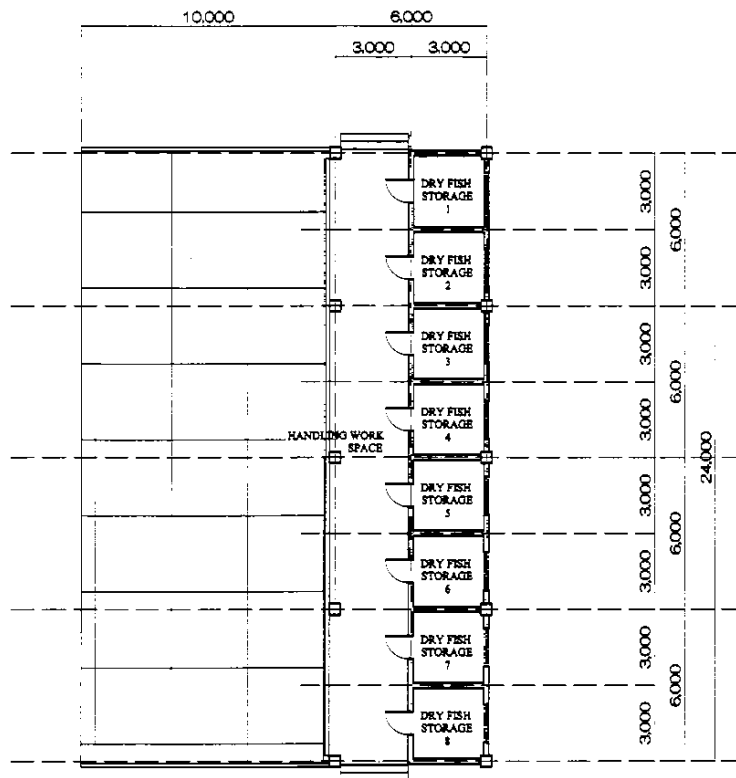 10,000
6,000
3,000
3,000
DRY FISH
STORAGE
1
3,000
6,000
DRY FISH
STORAGE
2
3,000
DRY FISH
STORAGE
3
3,000
6,000
DRY FISH
STORAGE
4
3,000
HANDLING WORK
SPACE
24,000
DRY FISH
STORAGE
5
3,000
6,000
DRY FISH
STORAGE
6
3,000
DRY FISH
STORAGE
7
3,000
6,000
DRY FISH
STORAGE
8
3,000